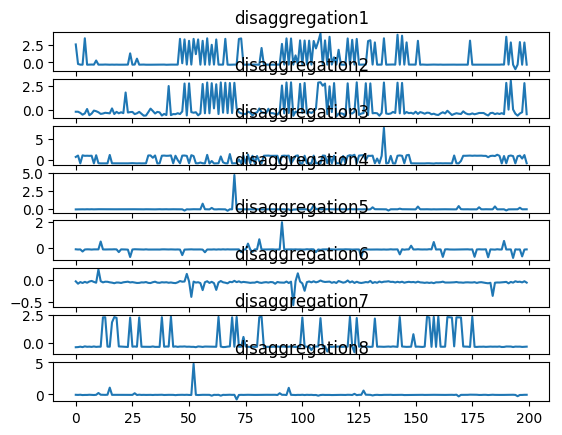 disaggregation1
2.5
0.0
disaggregation2
2.5
0.0
disaggregation3
5
0
disaggregation4
5.0
2.5
0.0
disaggregation5
2
0
disaggregation6
0.0
−0.5
disaggregation7
2.5
0.0
disaggregation8
5
0
0 25 50 75 100 125 150 175 200